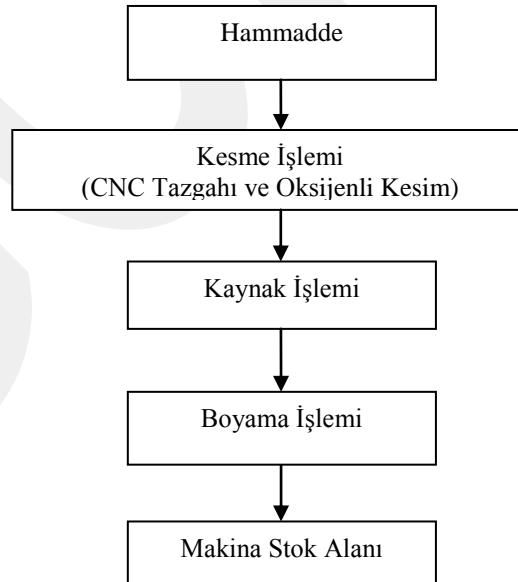 Hammadde
Kesme İşlemi
(CNC Tazgahı ve Oksijenli Kesim)
Kaynak İşlemi
Boyama İşlemi
Makina Stok Alanı